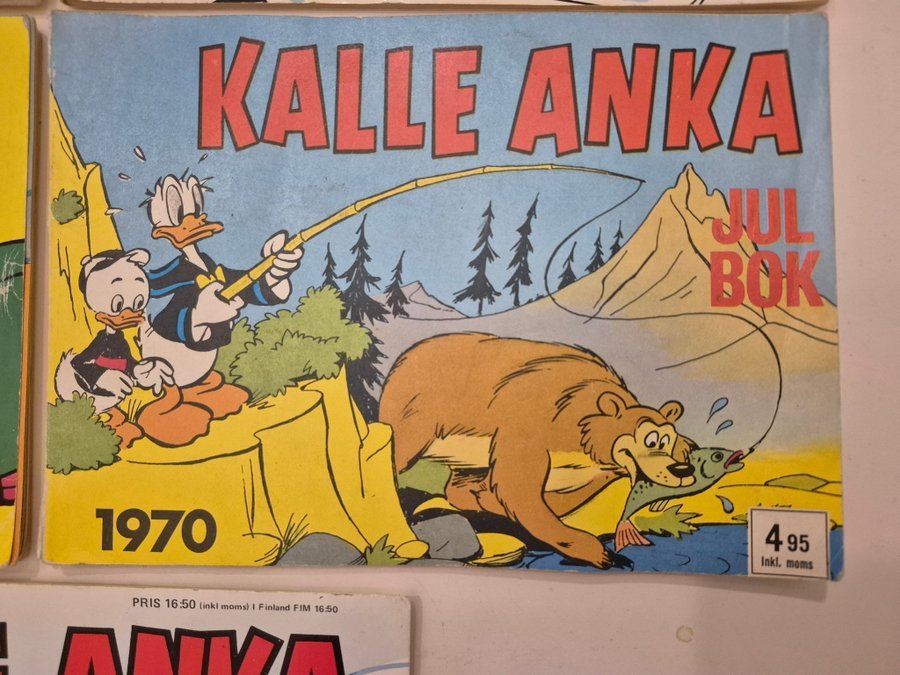 KALLE ANKA
JUL
BOK
1970
4 95
Inkl. moms
PRIS 16:50 (inkl moms) I Finland FIM 16:50
ANKA